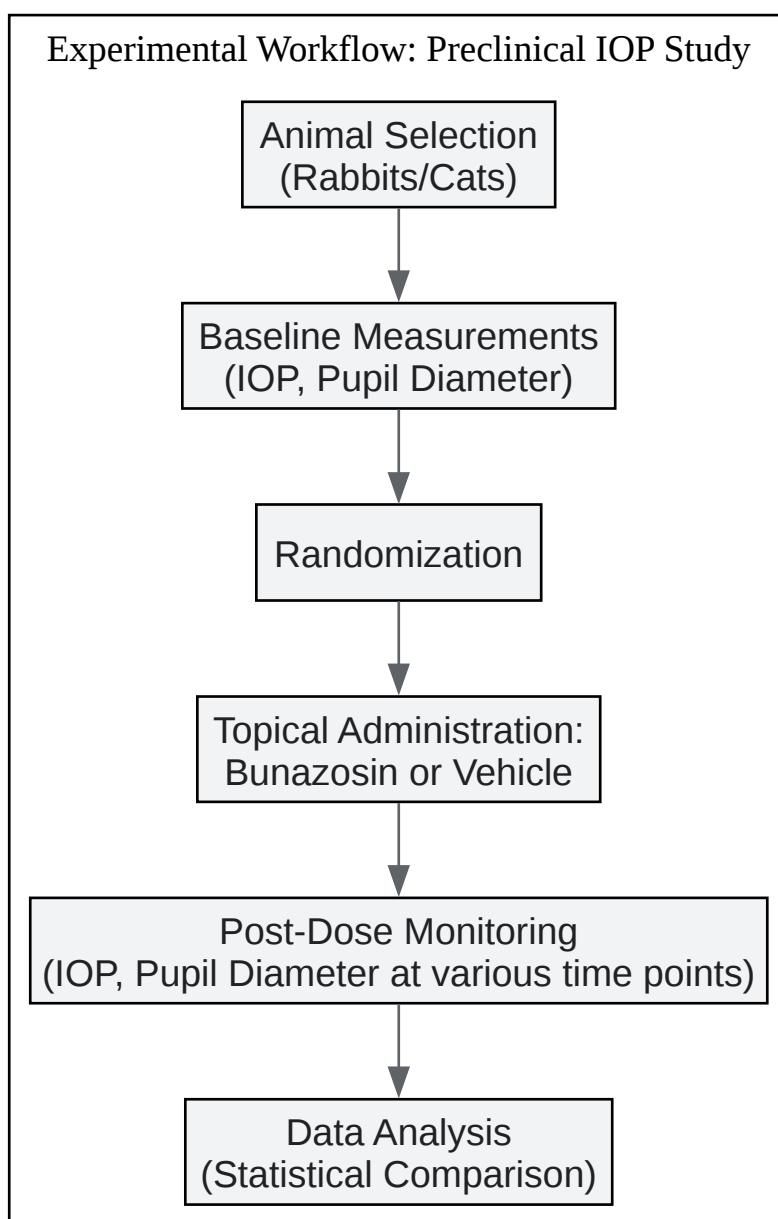 Experimental Workflow: Preclinical IOP Study
Animal Selection
(Rabbits/Cats)
Baseline Measurements
(IOP, Pupil Diameter)
Randomization
Topical Administration:
Bunazosin or Vehicle
Post-Dose Monitoring
(IOP, Pupil Diameter at various time points)
Data Analysis
(Statistical Comparison)